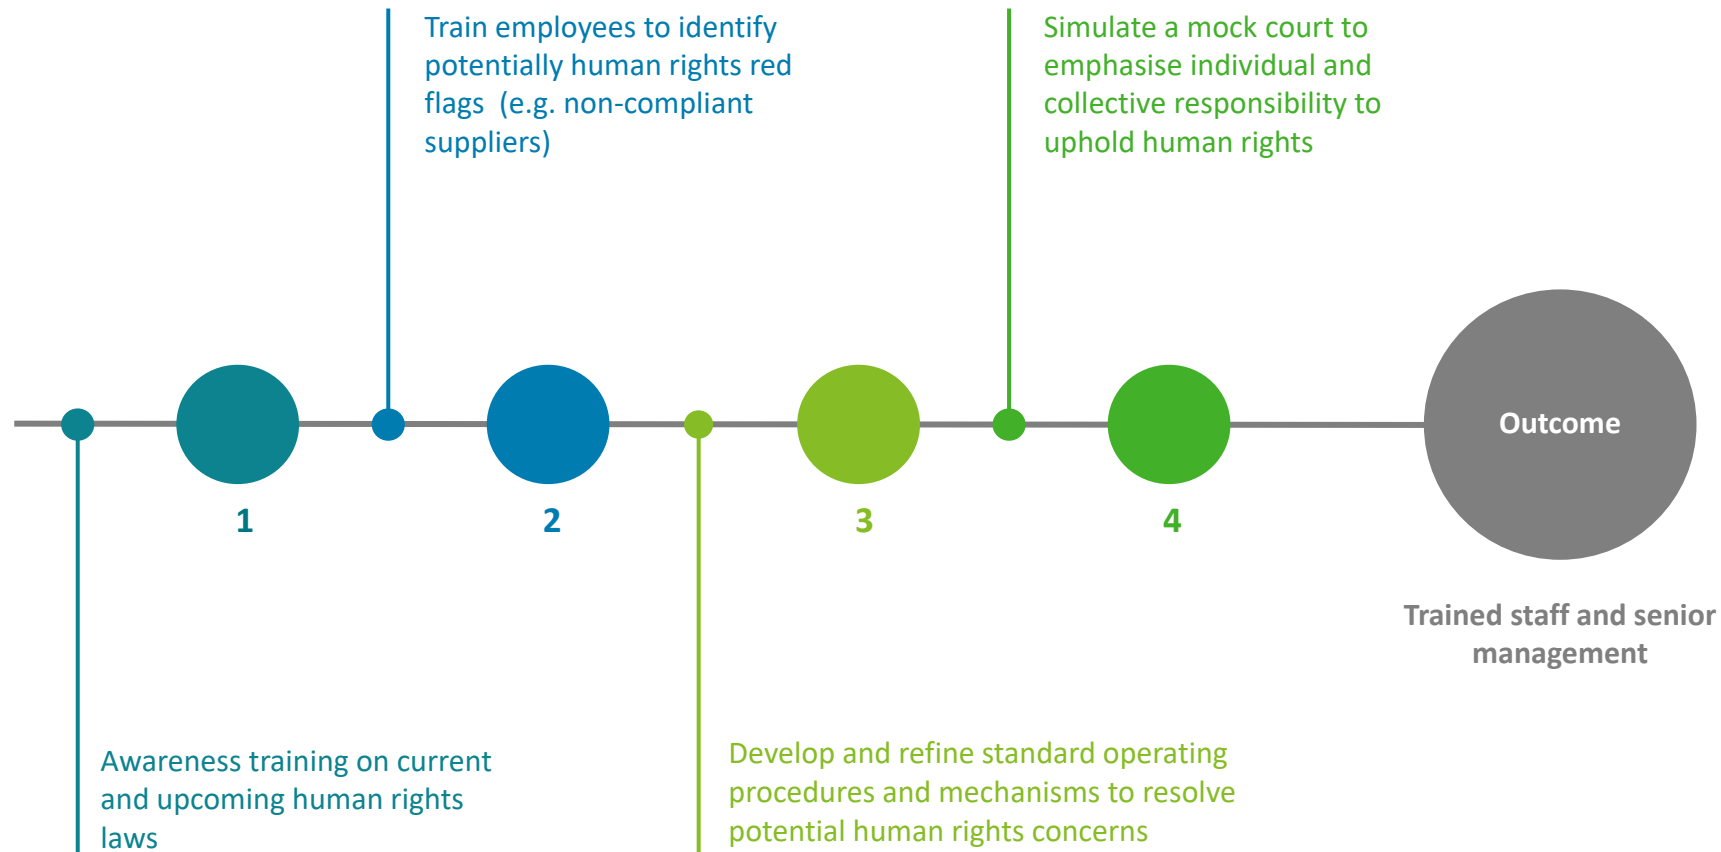 Train employees to identify
potentially human rights red
flags  (e.g. non-compliant
suppliers)
Simulate a mock court to
emphasise individual and
collective responsibility to
uphold human rights
Outcome
1
2
3
4
Trained staff and senior
management
Awareness training on current
and upcoming human rights
laws
Develop and refine standard operating
procedures and mechanisms to resolve
potential human rights concerns